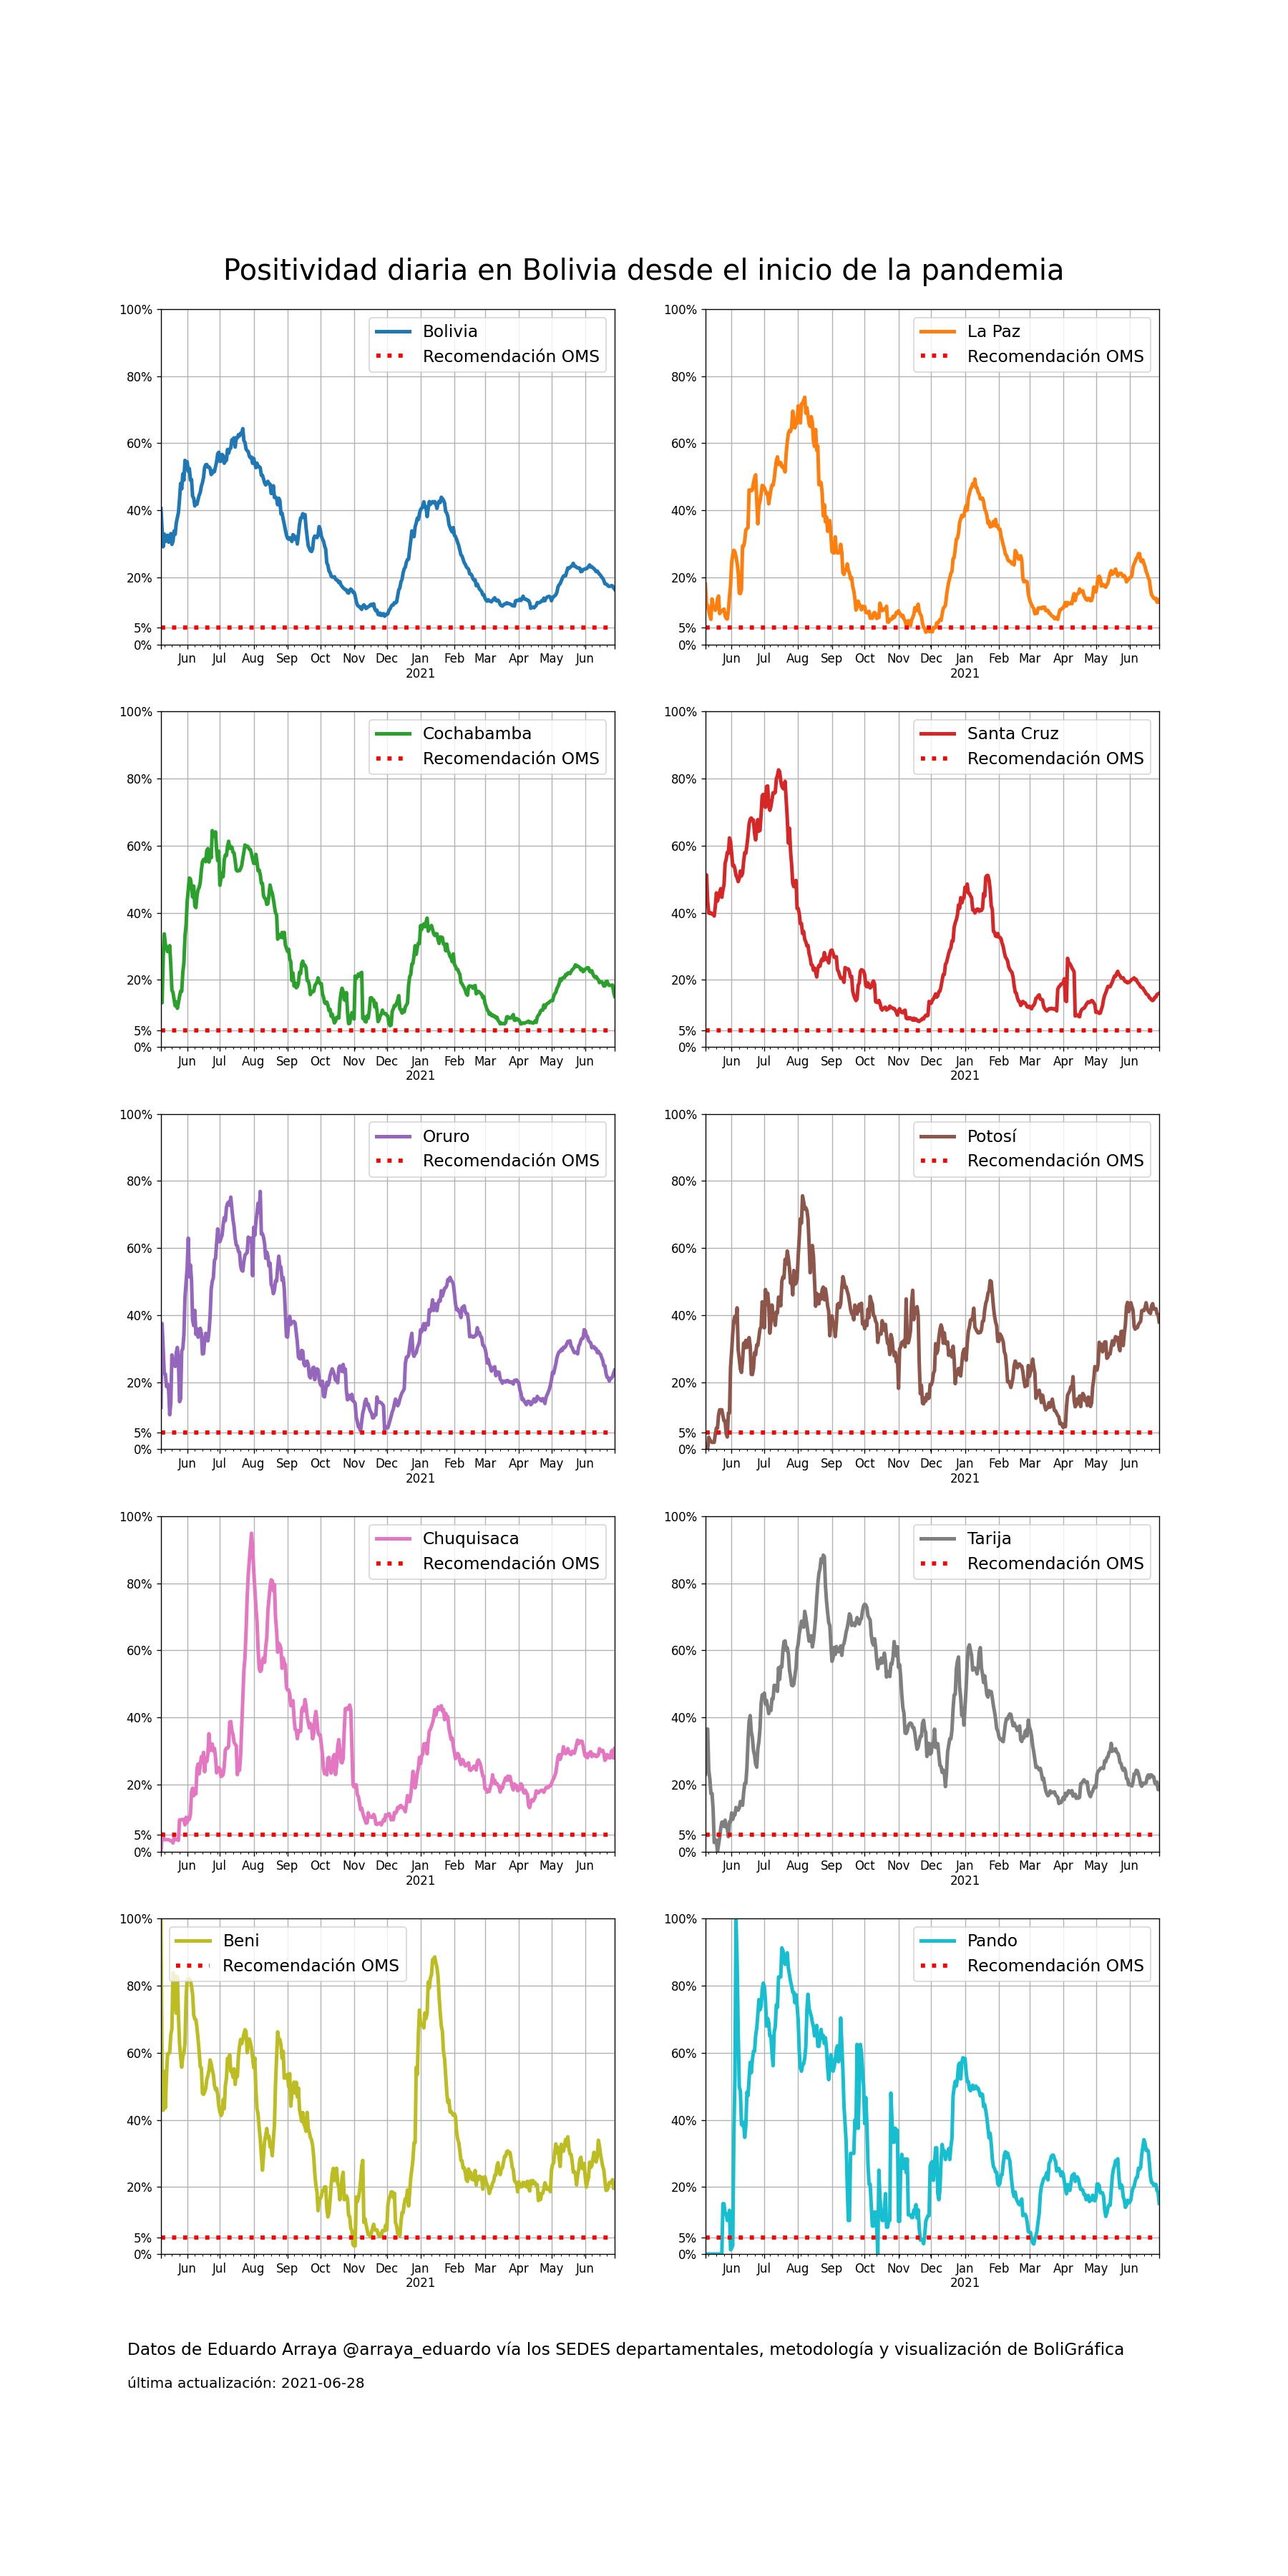 Positividad diaria en Bolivia desde el inicio de la pandemia
100%
80%
60%
40%
20%
5%
0%
Bolivia
Recomendación OMS
Jun Jul Aug Sep Oct Nov Dec Jan Feb Mar Apr May Jun
2021
100%
80%
60%
40%
20%
5%
0%
La Paz
Recomendación OMS
Jun Jul Aug Sep Oct Nov Dec Jan Feb Mar Apr May Jun
2021
100%
80%
60%
40%
20%
5%
0%
Cochabamba
Recomendación OMS
Jun Jul Aug Sep Oct Nov Dec Jan Feb Mar Apr May Jun
2021
100%
80%
60%
40%
20%
5%
0%
Santa Cruz
Recomendación OMS
Jun Jul Aug Sep Oct Nov Dec Jan Feb Mar Apr May Jun
2021
100%
80%
60%
40%
20%
5%
0%
Oruro
Recomendación OMS
Jun Jul Aug Sep Oct Nov Dec Jan Feb Mar Apr May Jun
2021
100%
80%
60%
40%
20%
5%
0%
Potosí
Recomendación OMS
Jun Jul Aug Sep Oct Nov Dec Jan Feb Mar Apr May Jun
2021
100%
80%
60%
40%
20%
5%
0%
Chuquisaca
Recomendación OMS
Jun Jul Aug Sep Oct Nov Dec Jan Feb Mar Apr May Jun
2021
100%
80%
60%
40%
20%
5%
0%
Tarija
Recomendación OMS
Jun Jul Aug Sep Oct Nov Dec Jan Feb Mar Apr May Jun
2021
100%
80%
60%
40%
20%
5%
0%
Beni
Recomendación OMS
Jun Jul Aug Sep Oct Nov Dec Jan Feb Mar Apr May Jun
2021
100%
80%
60%
40%
20%
5%
0%
Pando
Recomendación OMS
Jun Jul Aug Sep Oct Nov Dec Jan Feb Mar Apr May Jun
2021
Datos de Eduardo Arraya @arraya_eduardo vía los SEDES departamentales, metodología y visualización de BoliGráfica
última actualización: 2021-06-28